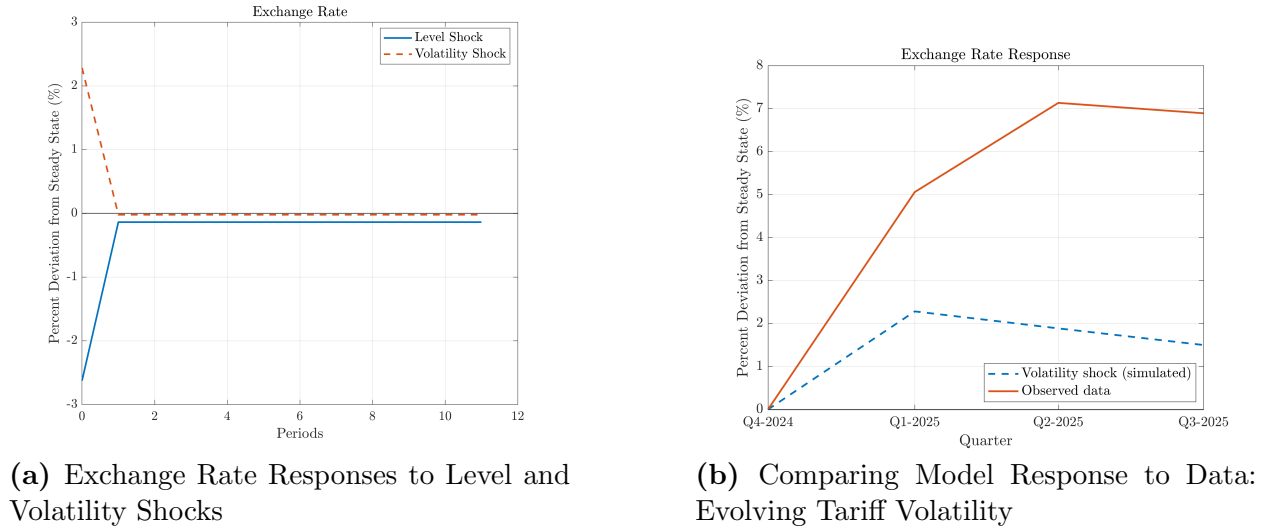 Exchange Rate
Level Shock
Volatility Shock
Percent Deviation from Steady State (%)
3
2
1
0
-1
-2
-3
0
2
4
6
8
10
12
Periods
(a) Exchange Rate Responses to Level and
Volatility Shocks
Exchange Rate Response
Percent Deviation from Steady State (%)
8
7
6
5
4
3
2
1
0
Volatility shock (simulated)
Observed data
Q4-2024
Q1-2025
Q2-2025
Q3-2025
Quarter
(b) Comparing Model Response to Data:
Evolving Tariff Volatility